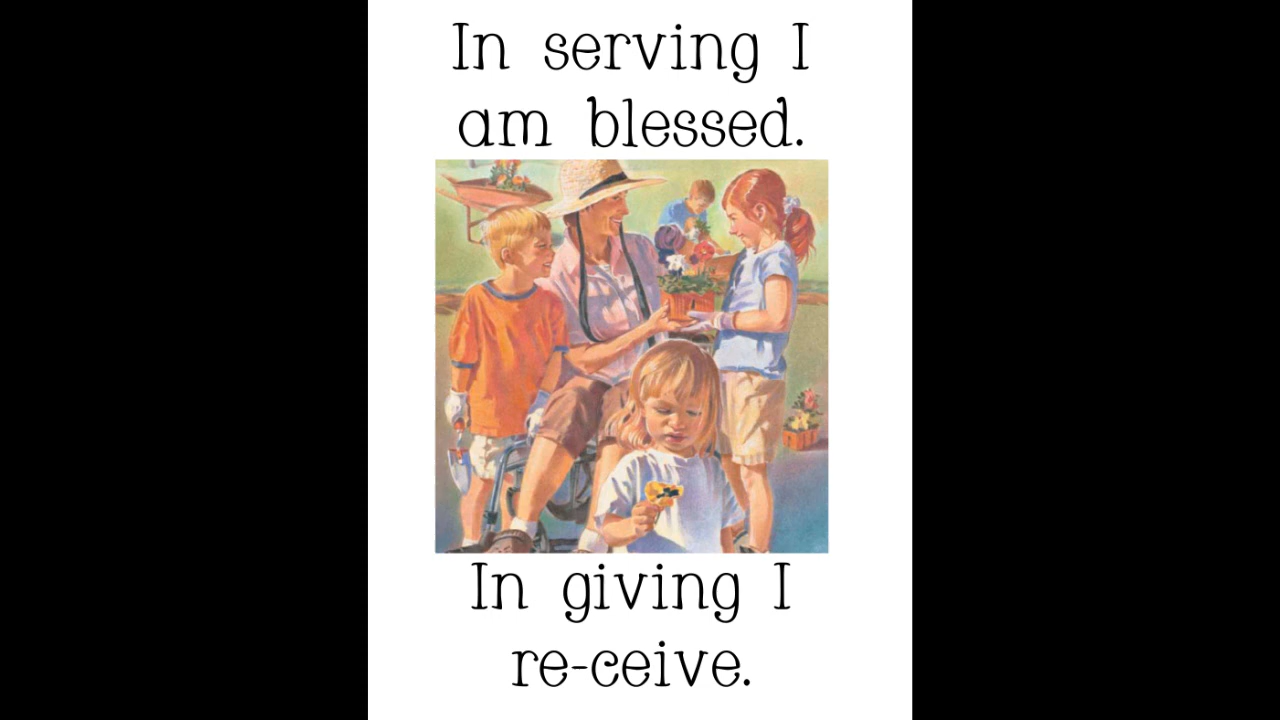 In serving I
am blessed.
In giving I
re-ceive.